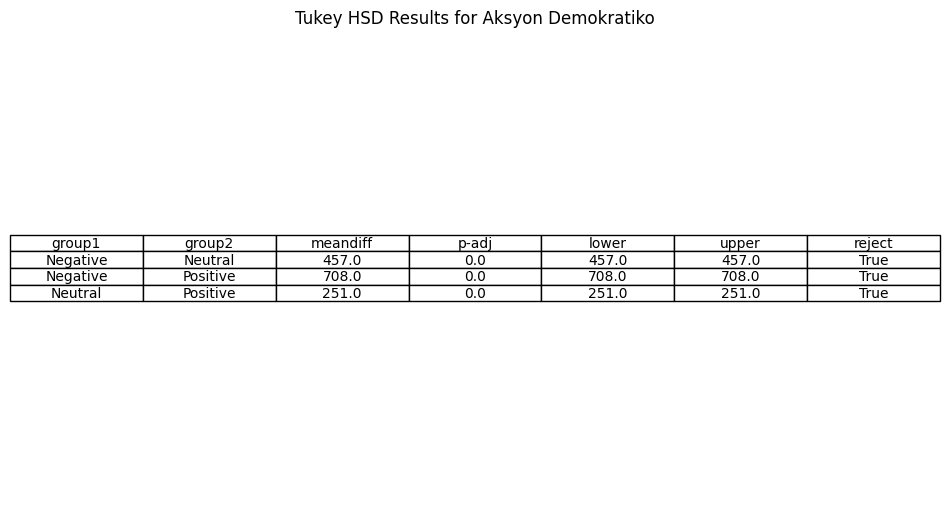 Tukey HSD Results for Aksyon Demokratiko
group1 group2 meandiff p-adj lower upper reject
Negative Neutral 457.0 0.0 457.0 457.0 True
Negative Positive 708.0 0.0 708.0 708.0 True
Neutral Positive 251.0 0.0 251.0 251.0 True